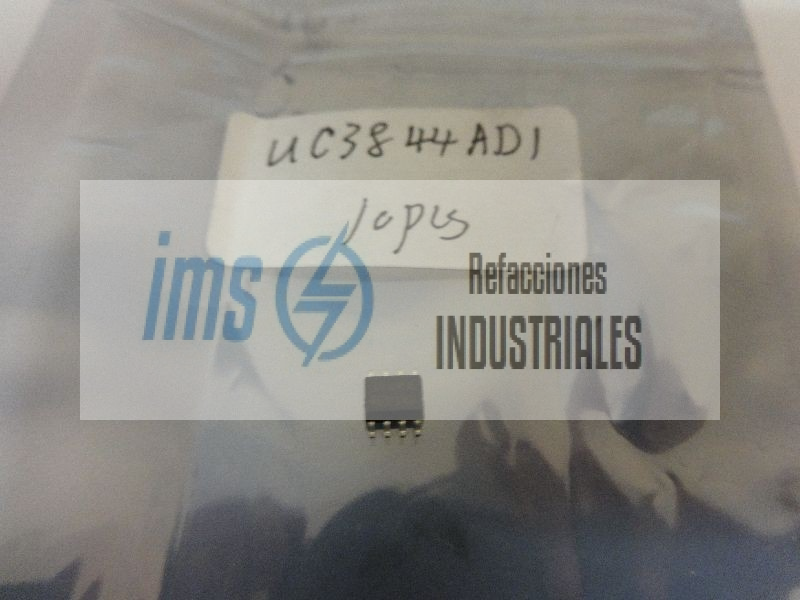 UC3844AD1
10pcs
ims
Refacciones
INDUSTRIALES